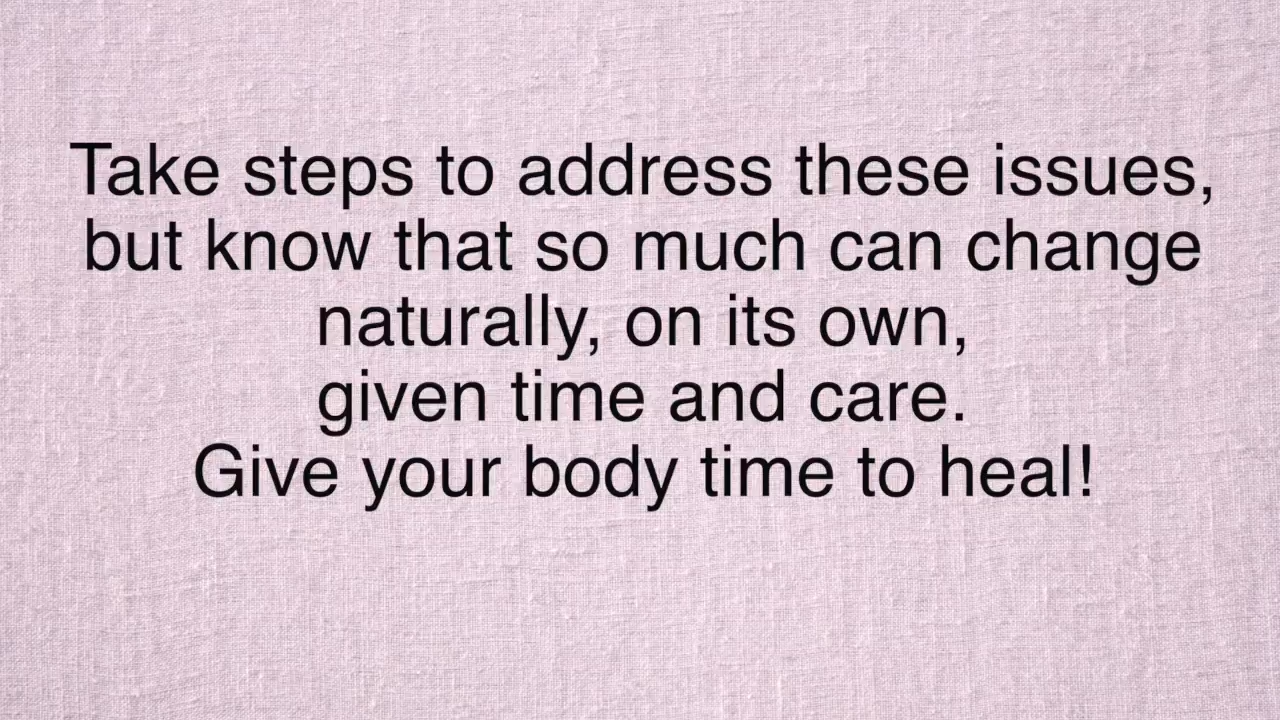 Take steps to address these issues,
but know that so much can change
naturally, on its own,
given time and care.
Give your body time to heal!